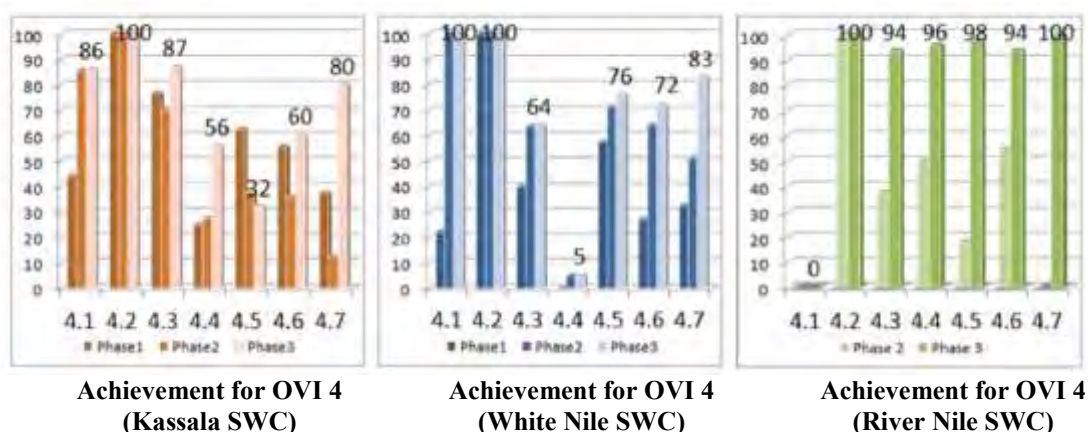 100
90
80
70
60
50
40
30
20
10
0
86 100 87 56 32 60 80
4.1 4.2 4.3 4.4 4.5 4.6 4.7
Phase1 Phase2 Phase3
Achievement for OVI 4
(Kassala SWC)
100
90
80
70
60
50
40
30
20
10
0
100 100 64 5 76 72 83
4.1 4.2 4.3 4.4 4.5 4.6 4.7
Phase1 Phase2 Phase3
Achievement for OVI 4
(White Nile SWC)
100
90
80
70
60
50
40
30
20
10
0
0 100 94 96 98 94 100
4.1 4.2 4.3 4.4 4.5 4.6 4.7
Phase 2 Phase 3
Achievement for OVI 4
(River Nile SWC)